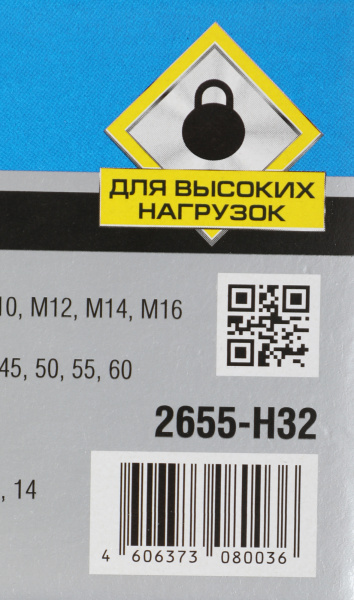 ДЛЯ ВЫСОКИХ
НАГРУЗОК
10, M12, M14, M16
45, 50, 55, 60
2655-H32
, 14
4 606373 080036